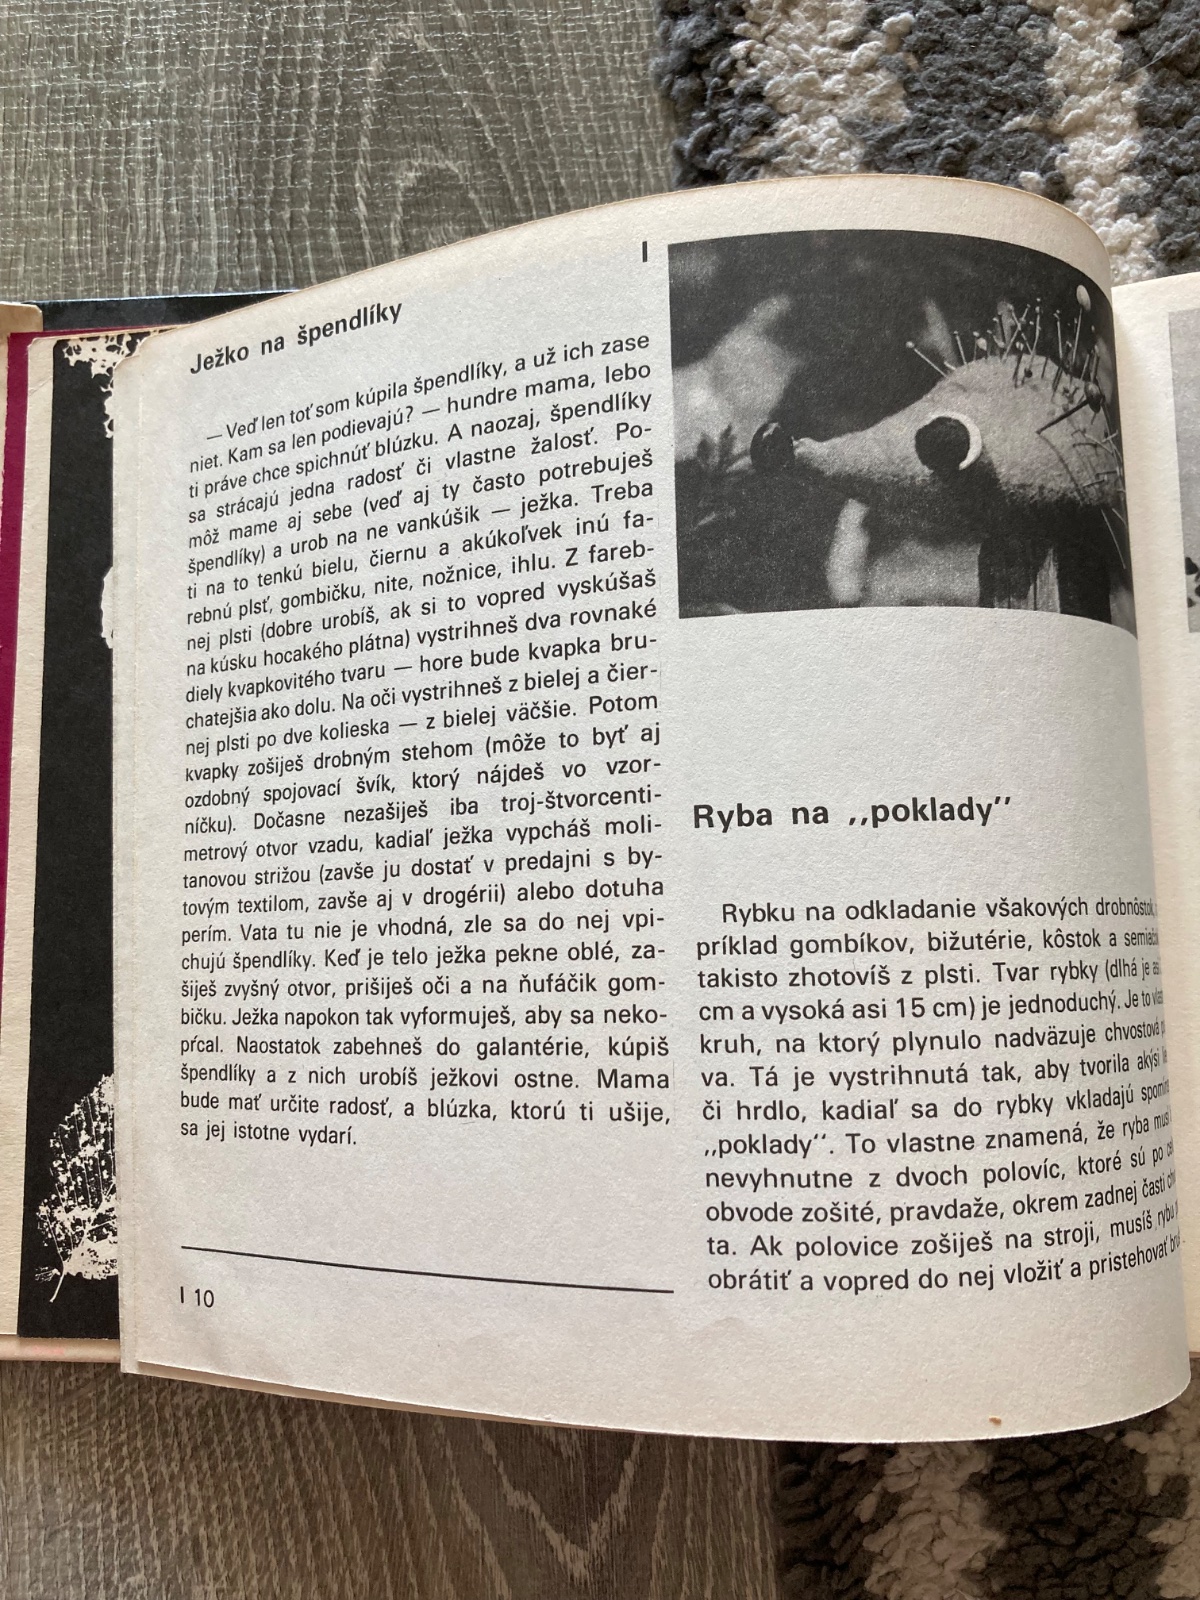 Ježko na špendlíky
— Veď len toť som kúpila špendlíky, a už ich zase
niet. Kam sa len podievajú? — hundre mama, lebo
ti práve chce spichnúť blúzku. A naozaj, špendlíky
sa strácajú jedna radosť či vlastne žalosť. Po-
môž mame aj sebe (veď aj ty často potrebuješ
špendlíky) a urob na ne vankúšik — ježka. Treba
ti na to tenkú bielu, čiernu a akúkoľvek inú fa-
rebnú plsť, gombičku, nite, nožnice, ihlu. Z fareb-
nej plsti (dobre urobíš, ak si to vopred vyskúšaš
na kúsku hocakého plátna) vystrihneš dva rovnaké
diely kvapkovitého tvaru — hore bude kvapka bru-
chatejšia ako dolu. Na oči vystrihneš z bielej a čier-
nej plsti po dve kolieska — z bielej väčšie. Potom
kvapky zošiješ drobným stehom (môže to byť aj
ozdobný spojovací švík, ktorý nájdeš vo vzor-
níčku). Dočasne nezašiješ iba troj-štvorcenti-
metrový otvor vzadu, kadiaľ ježka vypcháš moli-
tanovou strižou (zavše ju dostať v predajni s by-
tovým textilom, zavše aj v drogérii) alebo dotuha
perím. Vata tu nie je vhodná, zle sa do nej vpi-
chujú špendlíky. Keď je telo ježka pekne oblé, za-
šiješ zvyšný otvor, prišiješ oči a na ňufáčik gom-
bičku. Ježka napokon tak vyformuješ, aby sa neko-
pŕcal. Naostatok zabehneš do galantérie, kúpiš
špendlíky a z nich urobíš ježkovi ostne. Mama
bude mať určite radosť, a blúzka, ktorú ti ušije,
sa jej istotne vydarí.
I 10
Ryba na ,,poklady''
Rybku na odkladanie všakových drobnôstok,
príklad gombíkov, bižutérie, kôstok a
takisto zhotovíš z plsti. Tvar rybky (dlhá je
cm a vysoká asi 15 cm) je jednoduchý. Je to
kruh, na ktorý plynulo nadväzuje chvostová
va. Tá je vystrihnutá tak, aby tvorila akýsi
či hrdlo, kadiaľ sa do rybky vkladajú
,,poklady''. To vlastne znamená, že ryba
nevyhnutne z dvoch polovíc, ktoré sú po
obvode zošité, pravdaže, okrem zadnej časti
ta. Ak polovice zošiješ na stroji, musíš rybu
obrátiť a vopred do nej vložiť a pristehovať